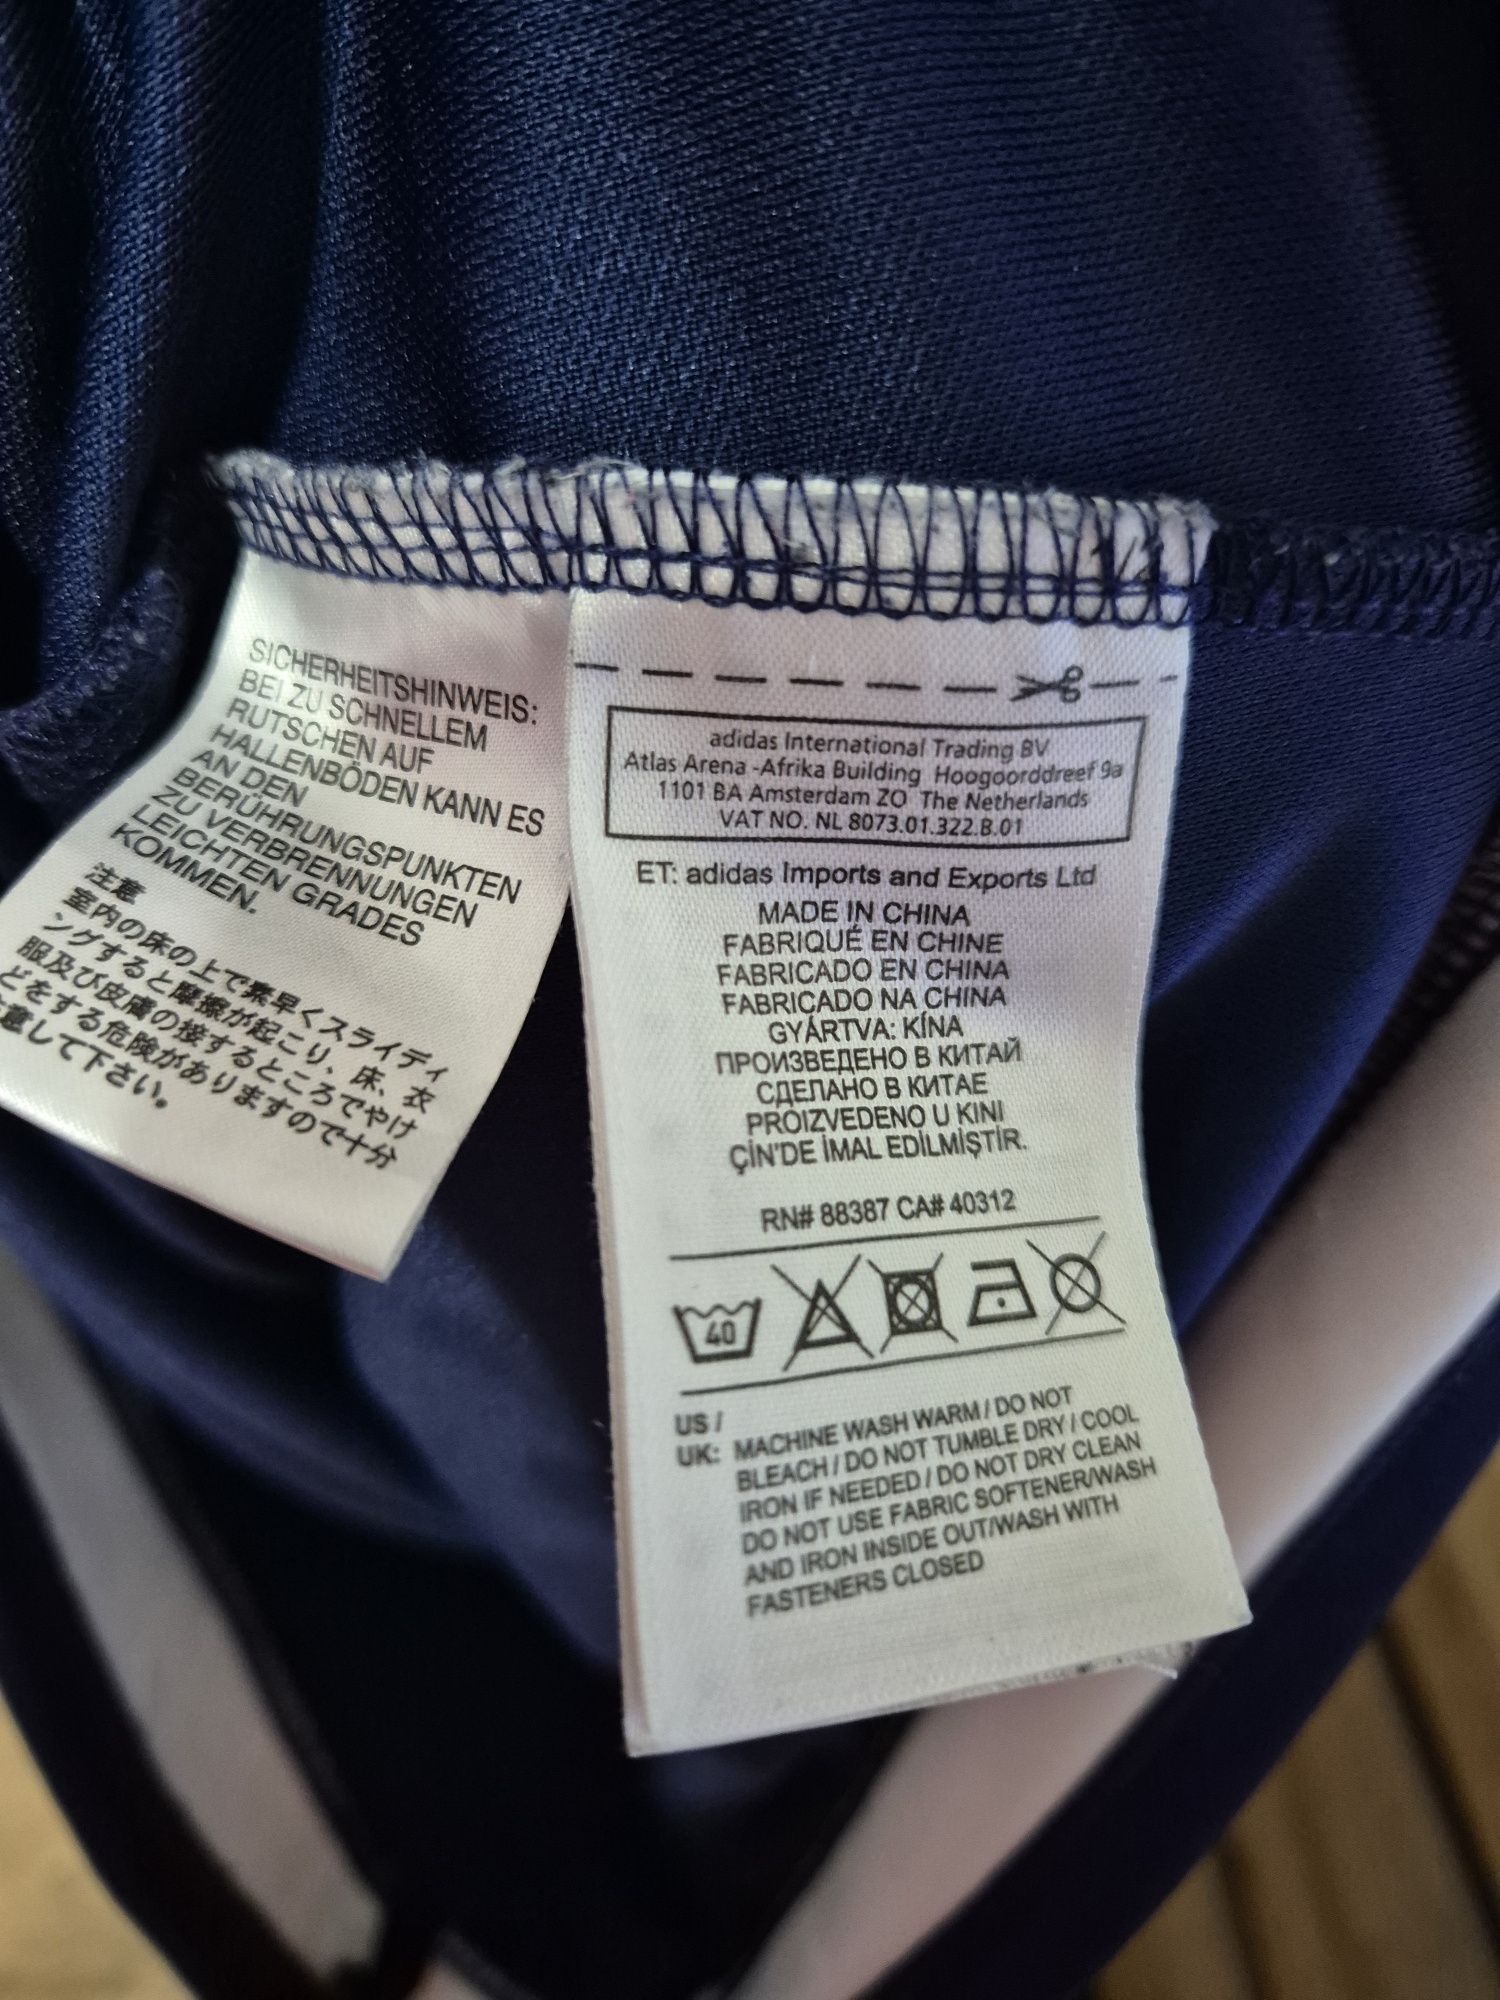 SICHERHEITSHINWEIS:
BEI ZU SCHNELLEM
RUTSCHEN AUF
HALLENBÖDEN KANN ES
AN DEN
BERÜHRUNGSPUNKTEN
ZU VERBRENNUNGEN
LEICHTEN GRADES
KOMMEN.
注意
室内の床の上で素早くスライディ
ングすると摩擦が起こり、床、衣
服及び皮膚の接するところでやけ
どをする危険がありますので十分
意して下さい。
adidas International Trading BV
Atlas Arena -Afrika Building Hoogoorddreef 9a
1101 BA Amsterdam ZO The Netherlands
VAT NO. NL 8073.01.322.B.01
ET: adidas Imports and Exports Ltd
MADE IN CHINA
FABRIQUÉ EN CHINE
FABRICADO EN CHINA
FABRICADO NA CHINA
GYÁRTVA: KÍNA
ПРОИЗВЕДЕНО В КИТАЙ
СДЕЛАНО В КИТАЕ
PROIZVEDENO U KINI
ÇİN'DE İMAL EDİLMİŞTİR.
RN# 88387 CA# 40312
40
US /
UK: MACHINE WASH WARM / DO NOT
BLEACH / DO NOT TUMBLE DRY / COOL
IRON IF NEEDED / DO NOT DRY CLEAN
DO NOT USE FABRIC SOFTENER/WASH
AND IRON INSIDE OUT/WASH WITH
FASTENERS CLOSED